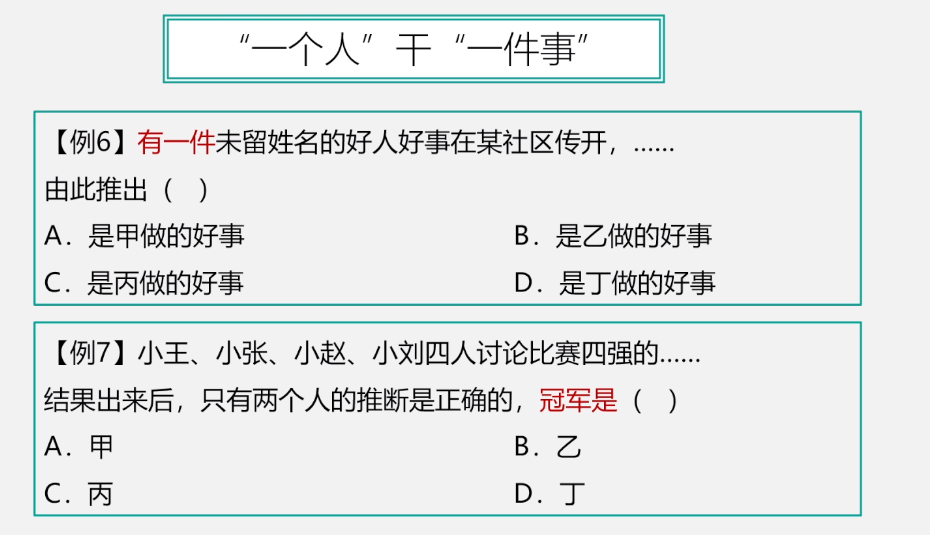 “一个人”干“一件事”
【例6】有一件未留姓名的好人好事在某社区传开，……
由此推出（ ）
A．是甲做的好事 B．是乙做的好事
C．是丙做的好事 D．是丁做的好事
【例7】小王、小张、小赵、小刘四人讨论比赛四强的……
结果出来后，只有两个人的推断是正确的，冠军是（ ）
A．甲 B．乙
C．丙 D．丁